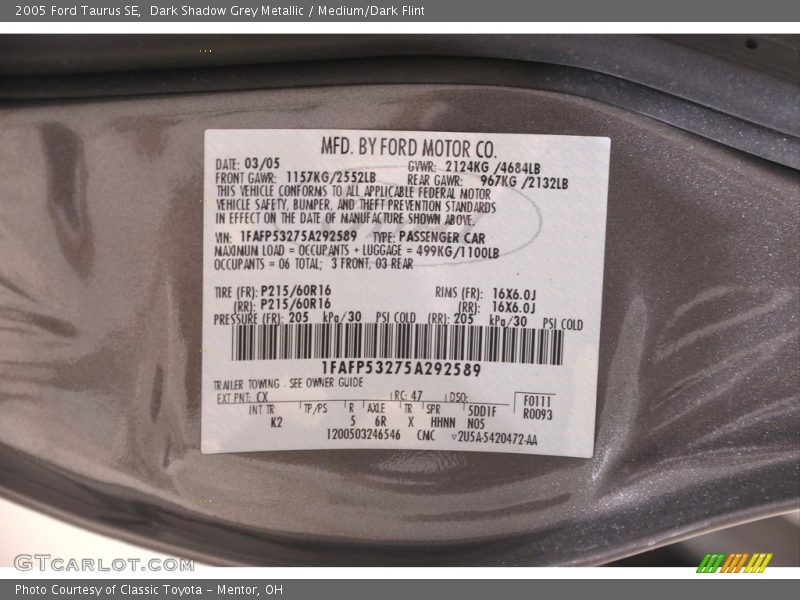 2005 Ford Taurus SE,  Dark Shadow Grey Metallic / Medium/Dark Flint
MFD. BY FORD MOTOR CO.
DATE: 03/05 GVWR: 2124KG /4684LB
FRONT GAWR: 1157KG/2552LB REAR GAWR: 967KG /2132LB
THIS VEHICLE CONFORMS TO ALL APPLICABLE FEDERAL MOTOR
VEHICLE SAFETY, BUMPER, AND THEFT PREVENTION STANDARDS
IN EFFECT ON THE DATE OF MANUFACTURE SHOWN ABOVE.
VIN: 1FAFP53275A292589 TYPE: PASSENGER CAR
MAXIMUM LOAD = OCCUPANTS + LUGGAGE = 499KG/1100LB
OCCUPANTS = 06 TOTAL; 3 FRONT, 03 REAR
TIRE (FR): P215/60R16 RIMS (FR): 16X6.0J
(RR): P215/60R16 (RR): 16X6.0J
PRESSURE (FR): 205 kPa/30 PSI COLD (RR): 205 kPa/30 PSI COLD
1FAFP53275A292589
TRAILER TOWING - SEE OWNER GUIDE
EXT PNT: CX RC: 47 DSO: F0111
INT TR TP/PS R AXLE TR SPR 5DD1F R0093
K2 5 6R X HHNN N05
1200503246546 CMC 2U5A-5420472-AA
GTCARLOT.COM
Photo Courtesy of Classic Toyota - Mentor, OH